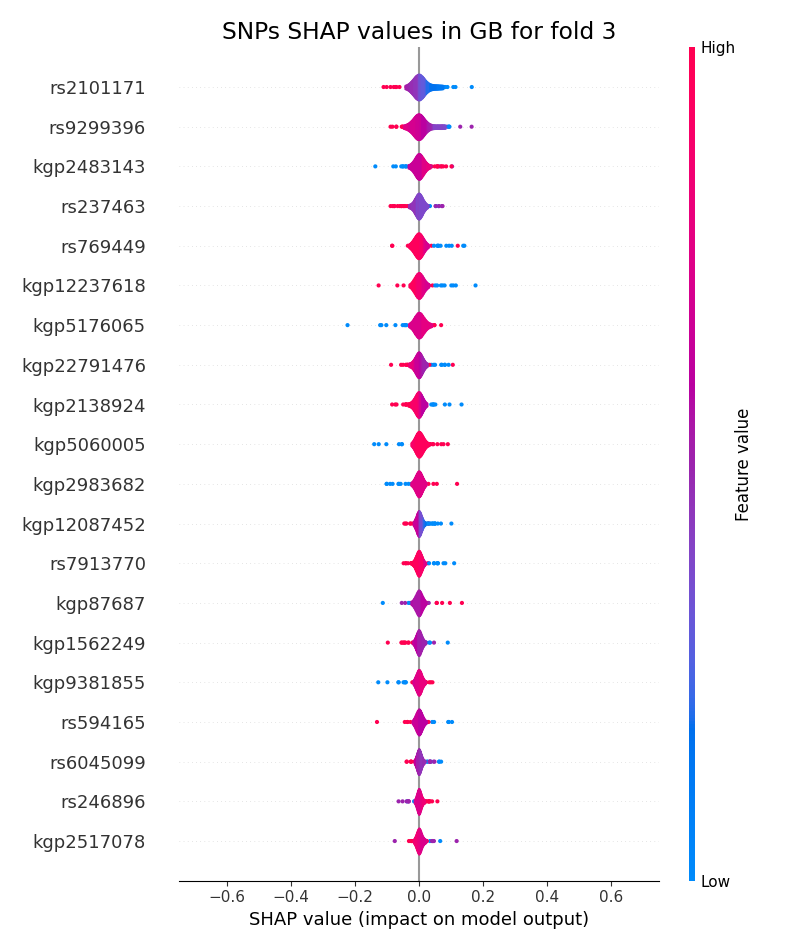 SNPs SHAP values in GB for fold 3
High
rs2101171
rs9299396
kgp2483143
rs237463
rs769449
kgp12237618
kgp5176065
kgp22791476
kgp2138924
kgp5060005
kgp2983682
kgp12087452
rs7913770
kgp87687
kgp1562249
kgp9381855
rs594165
rs6045099
rs246896
kgp2517078
Feature value
Low
−0.6 −0.4 −0.2 0.0 0.2 0.4 0.6
SHAP value (impact on model output)